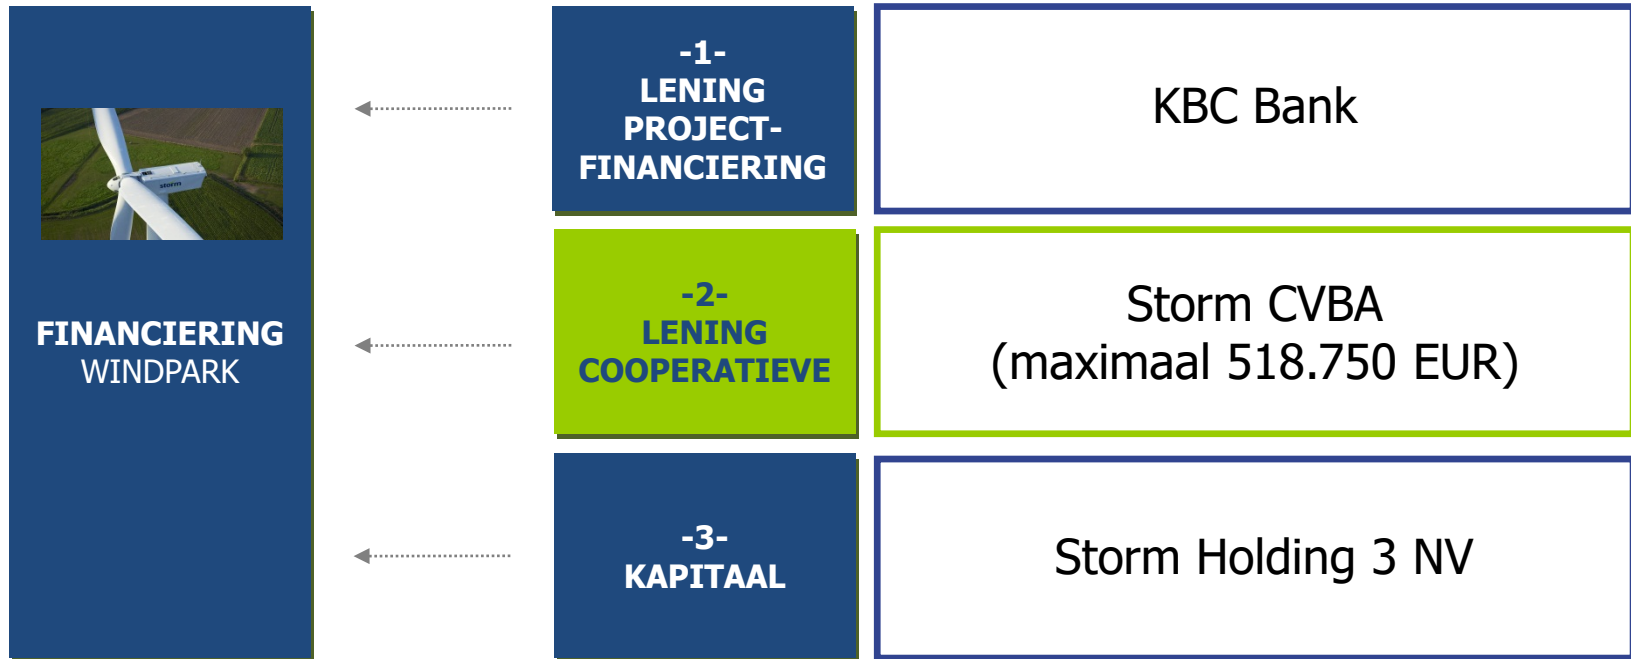 FINANCIERING
WINDPARK
storm
-1-
LENING
PROJECT-
FINANCIERING
KBC Bank
-2-
LENING
COOPERATIEVE
Storm CVBA
(maximaal 518.750 EUR)
-3-
KAPITAAL
Storm Holding 3 NV